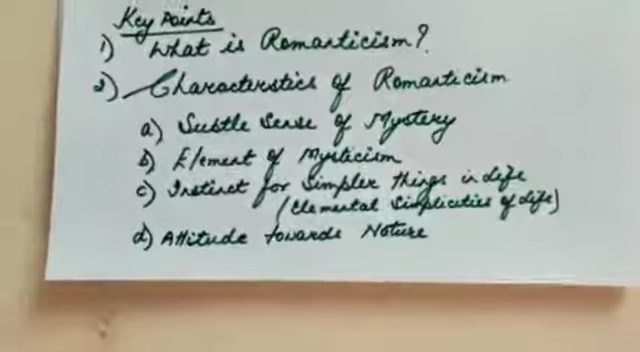 Key Points
1) What is Romanticism?
2) Characterstics of Romanticism
a) Subtle Sense of Mystery
b) Element of Mysticism
c) Instinct for Simpler things in life
(Elemental Simplicities of life)
d) Attitude towards Nature